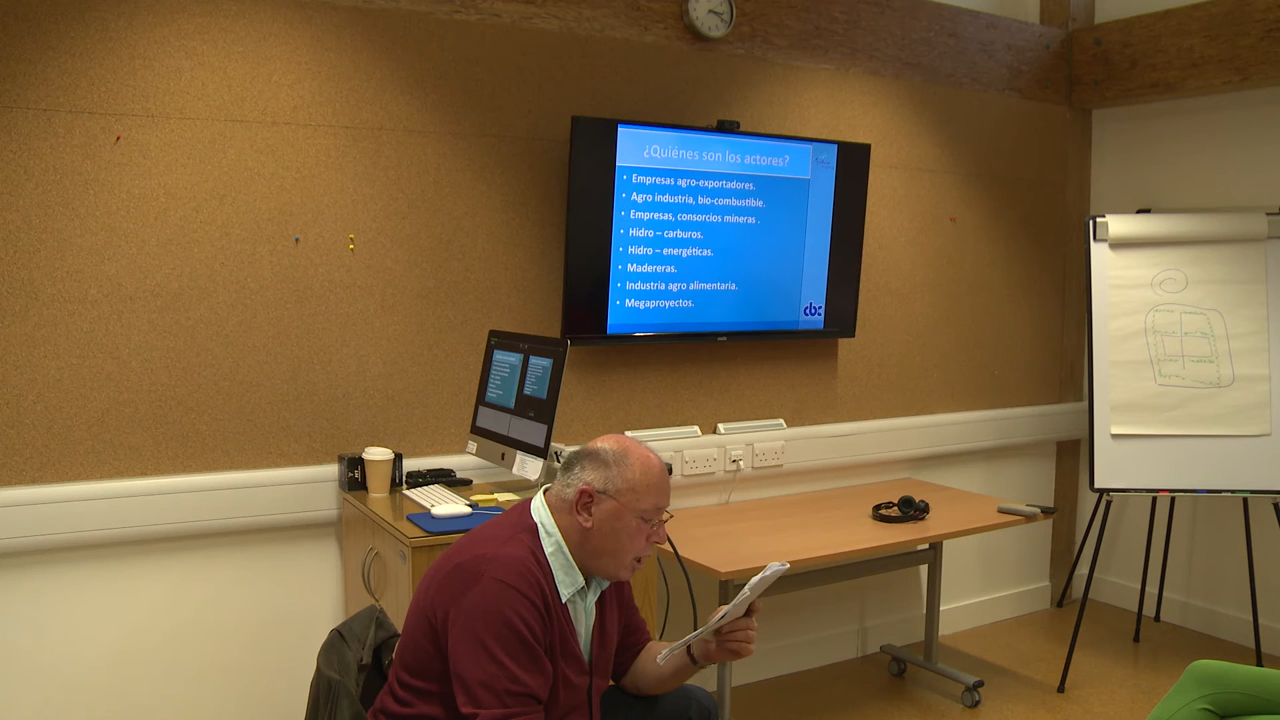 ¿Quiénes son los actores?
• Empresas agro-exportadores.
• Agro industria, bio-combustible.
• Empresas, consorcios mineras .
• Hidro – carburos.
• Hidro – energéticas.
• Madereras.
• Industria agro alimentaria.
• Megaproyectos.
cbc